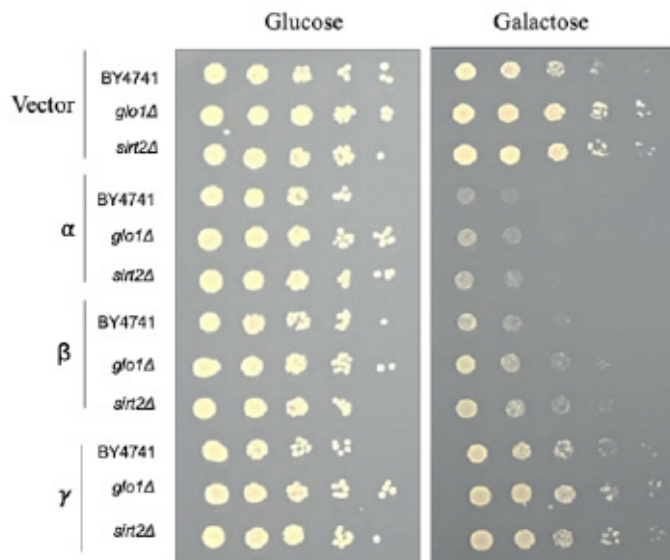 Glucose Galactose
BY4741
Vector glo1Δ
sirt2Δ
BY4741
α glo1Δ
sirt2Δ
BY4741
β glo1Δ
sirt2Δ
BY4741
γ glo1Δ
sirt2Δ